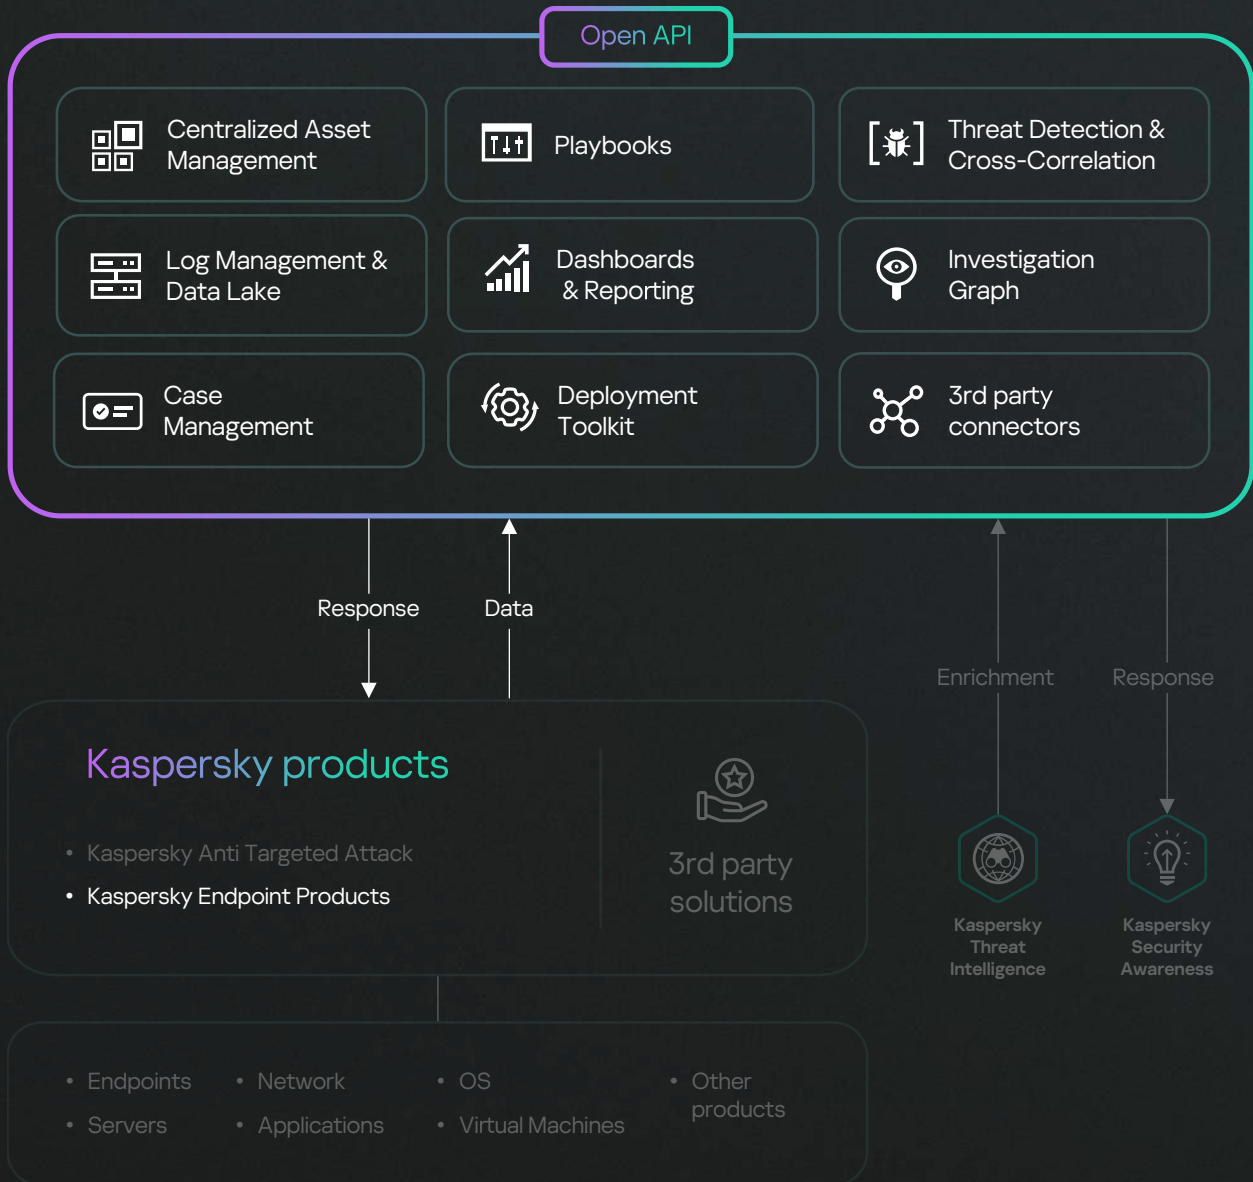 Open API
Centralized Asset
Management
Playbooks
Threat Detection &
Cross-Correlation
Log Management &
Data Lake
Dashboards
& Reporting
Investigation
Graph
Case
Management
Deployment
Toolkit
3rd party
connectors
Response
Data
Enrichment
Response
Kaspersky products
• Kaspersky Anti Targeted Attack
• Kaspersky Endpoint Products
3rd party
solutions
Kaspersky
Threat
Intelligence
Kaspersky
Security
Awareness
• Endpoints
• Servers
• Network
• Applications
• OS
• Virtual Machines
• Other
products